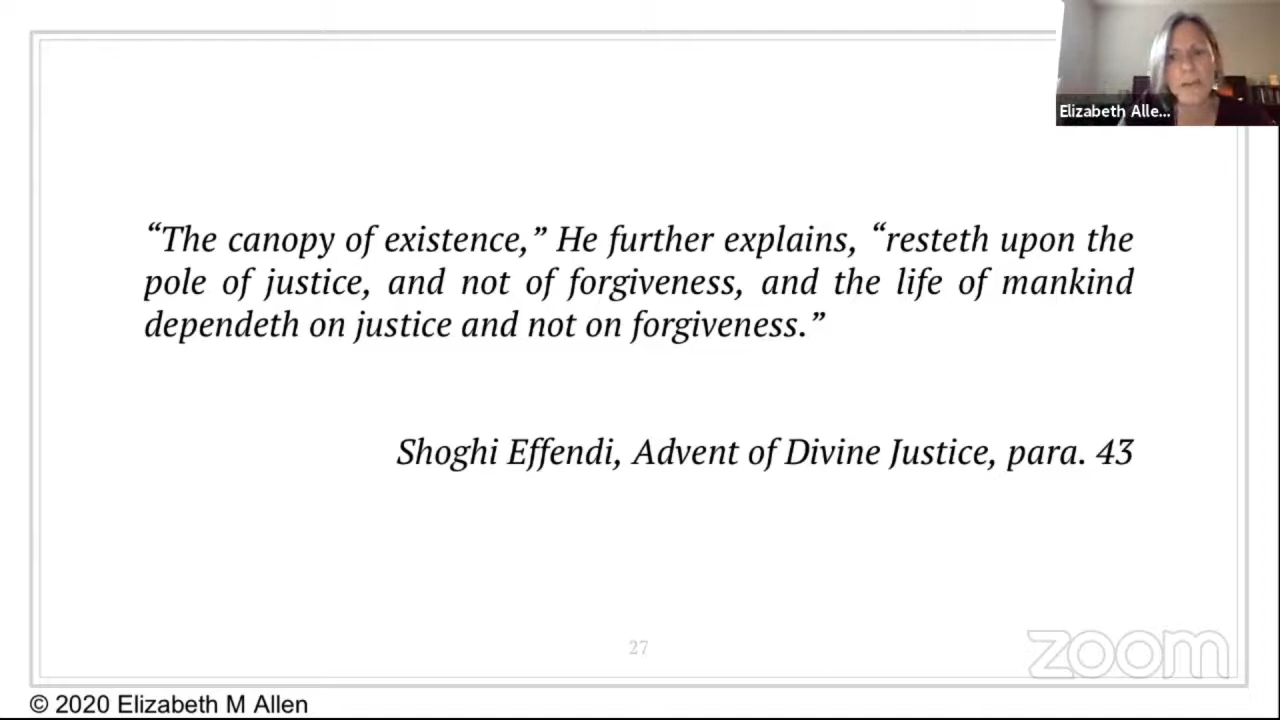 Elizabeth Alle...
“The canopy of existence,” He further explains, “resteth upon the
pole of justice, and not of forgiveness, and the life of mankind
dependeth on justice and not on forgiveness.”
Shoghi Effendi, Advent of Divine Justice, para. 43
27
zoom
© 2020 Elizabeth M Allen